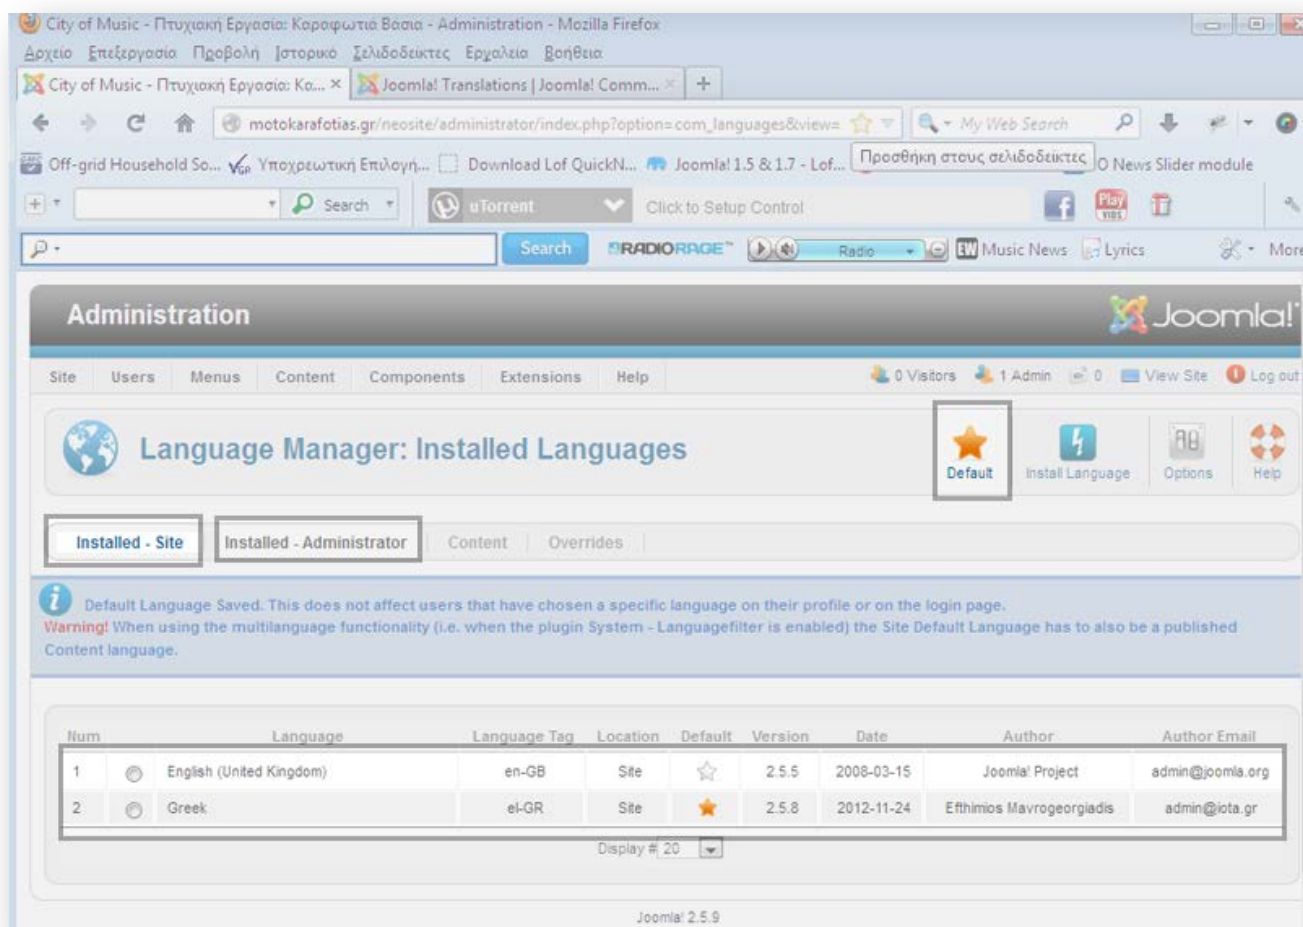 City of Music - Πτυχιακή Εργασία: Καραφωτιά Βάσια - Administration - Mozilla Firefox
Αρχείο Επεξεργασία Προβολή Ιστορικό Σελιδοδείκτες Εργαλεία Βοήθεια
City of Music - Πτυχιακή Εργασία: Κα... × Joomla! Translations | Joomla! Comm... × +
motokarafotias.gr/neosite/administrator/index.php?option=com_languages&view= My Web Search
Προσθήκη στους σελιδοδείκτες
Off-grid Household So... Υποχρεωτική Επιλογή... Download Lof QuickN... Joomla! 1.5 & 1.7 - Lof... O News Slider module
Search uTorrent Click to Setup Control Play VIDS
Search RADIORAGE™ Radio EW Music News Lyrics More
Administration Joomla!
Site Users Menus Content Components Extensions Help 0 Visitors 1 Admin 0 View Site Log out
Language Manager: Installed Languages
Default Install Language Options Help
Installed - Site Installed - Administrator Content Overrides
Default Language Saved. This does not affect users that have chosen a specific language on their profile or on the login page.
Warning! When using the multilanguage functionality (i.e. when the plugin System - Languagefilter is enabled) the Site Default Language has to also be a published
Content language.
Num Language Language Tag Location Default Version Date Author Author Email
1 English (United Kingdom) en-GB Site 2.5.5 2008-03-15 Joomla! Project admin@joomla.org
2 Greek el-GR Site 2.5.8 2012-11-24 Efthimios Mavrogeorgiadis admin@iota.gr
Display # 20
Joomla! 2.5.9